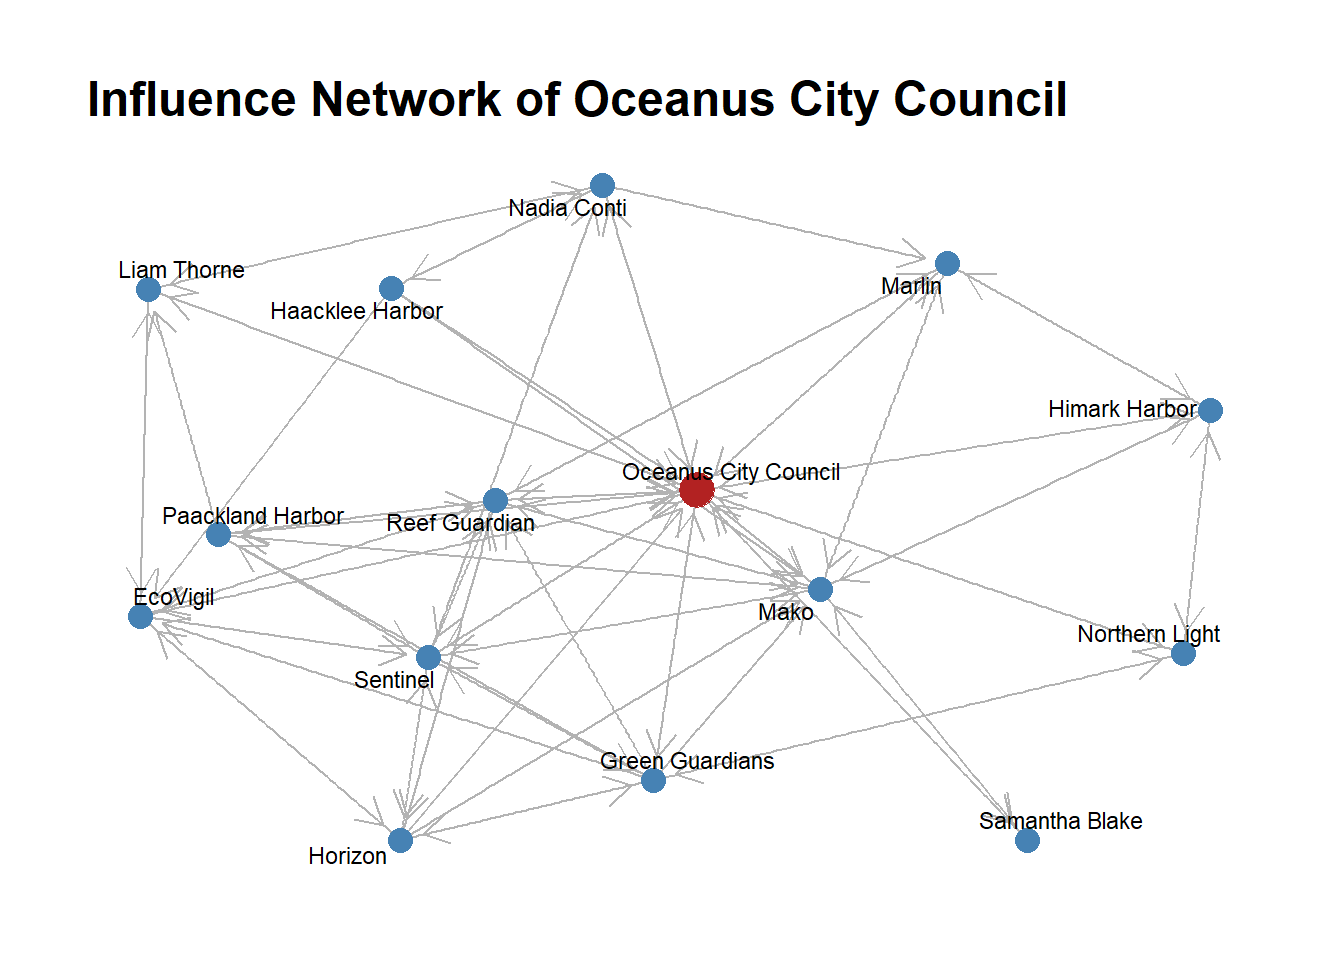 Influence Network of Oceanus City Council
Nadia Conti
Liam Thorne
Marlin
Haacklee Harbor
Himark Harbor
Oceanus City Council
Paackland Harbor
Reef Guardian
EcoVigil
Mako
Northern Light
Sentinel
Green Guardians
Samantha Blake
Horizon